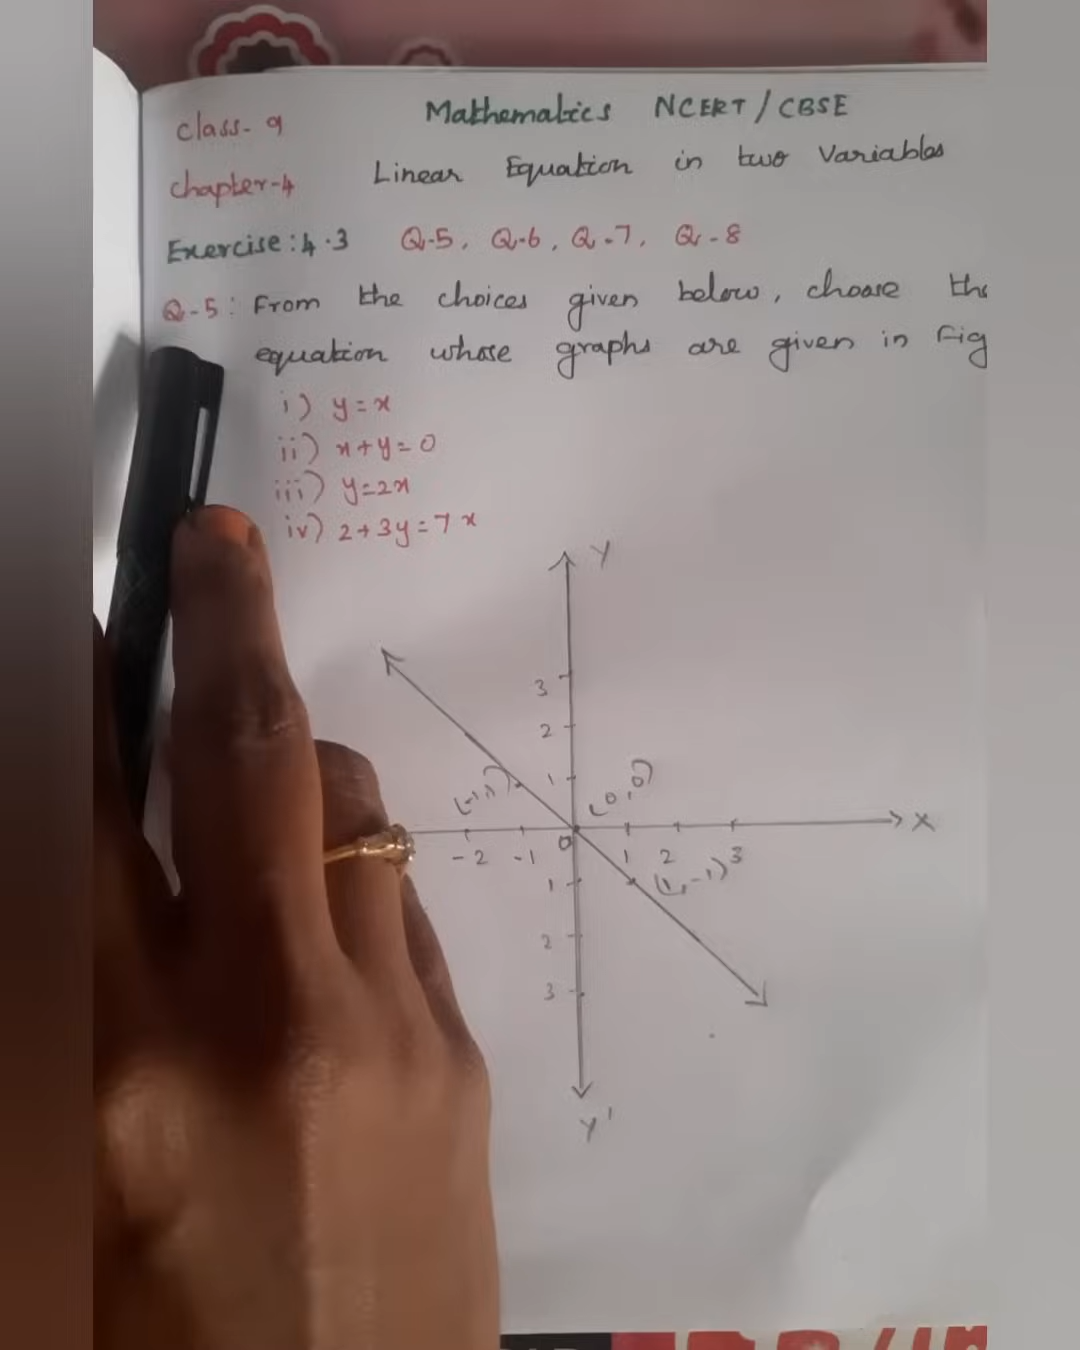 Class-9 Mathematics NCERT/CBSE
Chapter-4 Linear Equation in two Variables
Exercise: 4.3 Q-5, Q-6, Q-7, Q-8
Q-5: From the choices given below, choose the
equation whose graphs are given in Fig
i) y=x
ii) x+y=0
iii) y=2x
iv) 2+3y=7x
Y
3
2
1
(-1,1)
(0,0)
X
0
-2 -1 1 2 3
(1,-1)
1
2
3
Y'